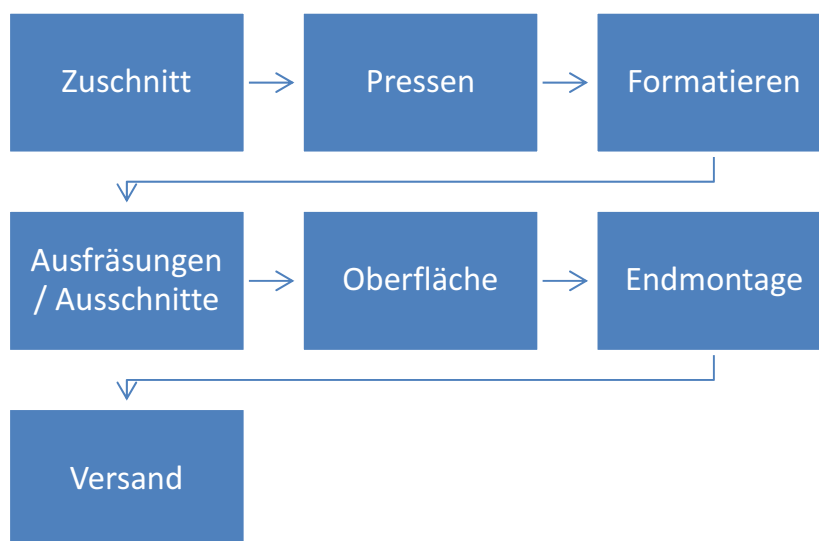 Zuschnitt
Pressen
Formatieren
Ausfräsungen
/ Ausschnitte
Oberfläche
Endmontage
Versand